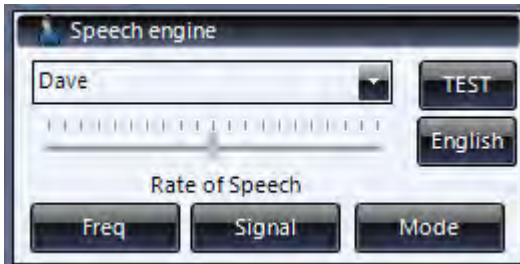 Speech engine
Dave
TEST
English
Rate of Speech
Freq
Signal
Mode